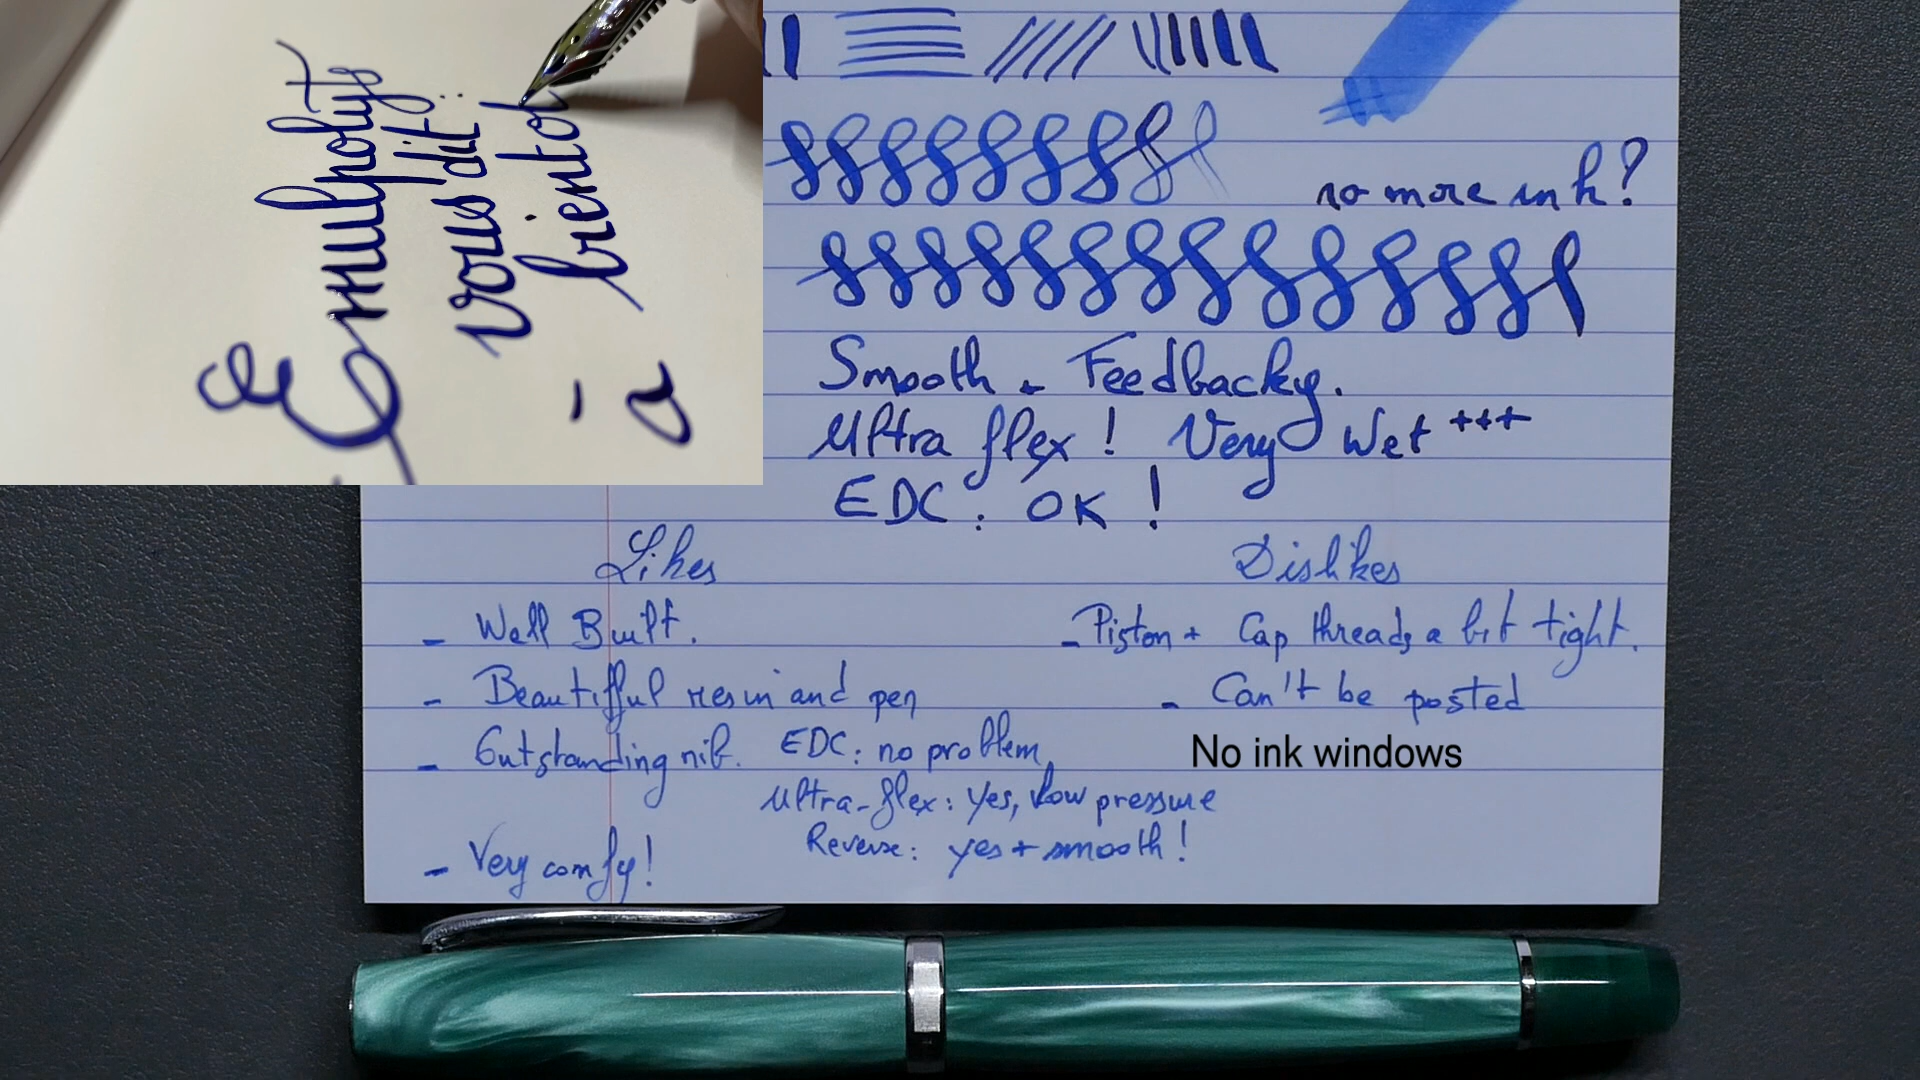 Emmulpolyts
vous dit :
à bientôt
no more ink?
Smooth & Feedbacky.
Ultra flex ! Very Wet +++
EDC : OK !
Likes
- Well Built.
- Beautifful resin and pen
- Outstanding nib. EDC : no problem
Ultra-flex : Yes, low pressure
Reverse : yes + smooth !
- Very comfy !
Dislikes
- Piston + Cap threads a bit tight.
- Can't be posted
No ink windows